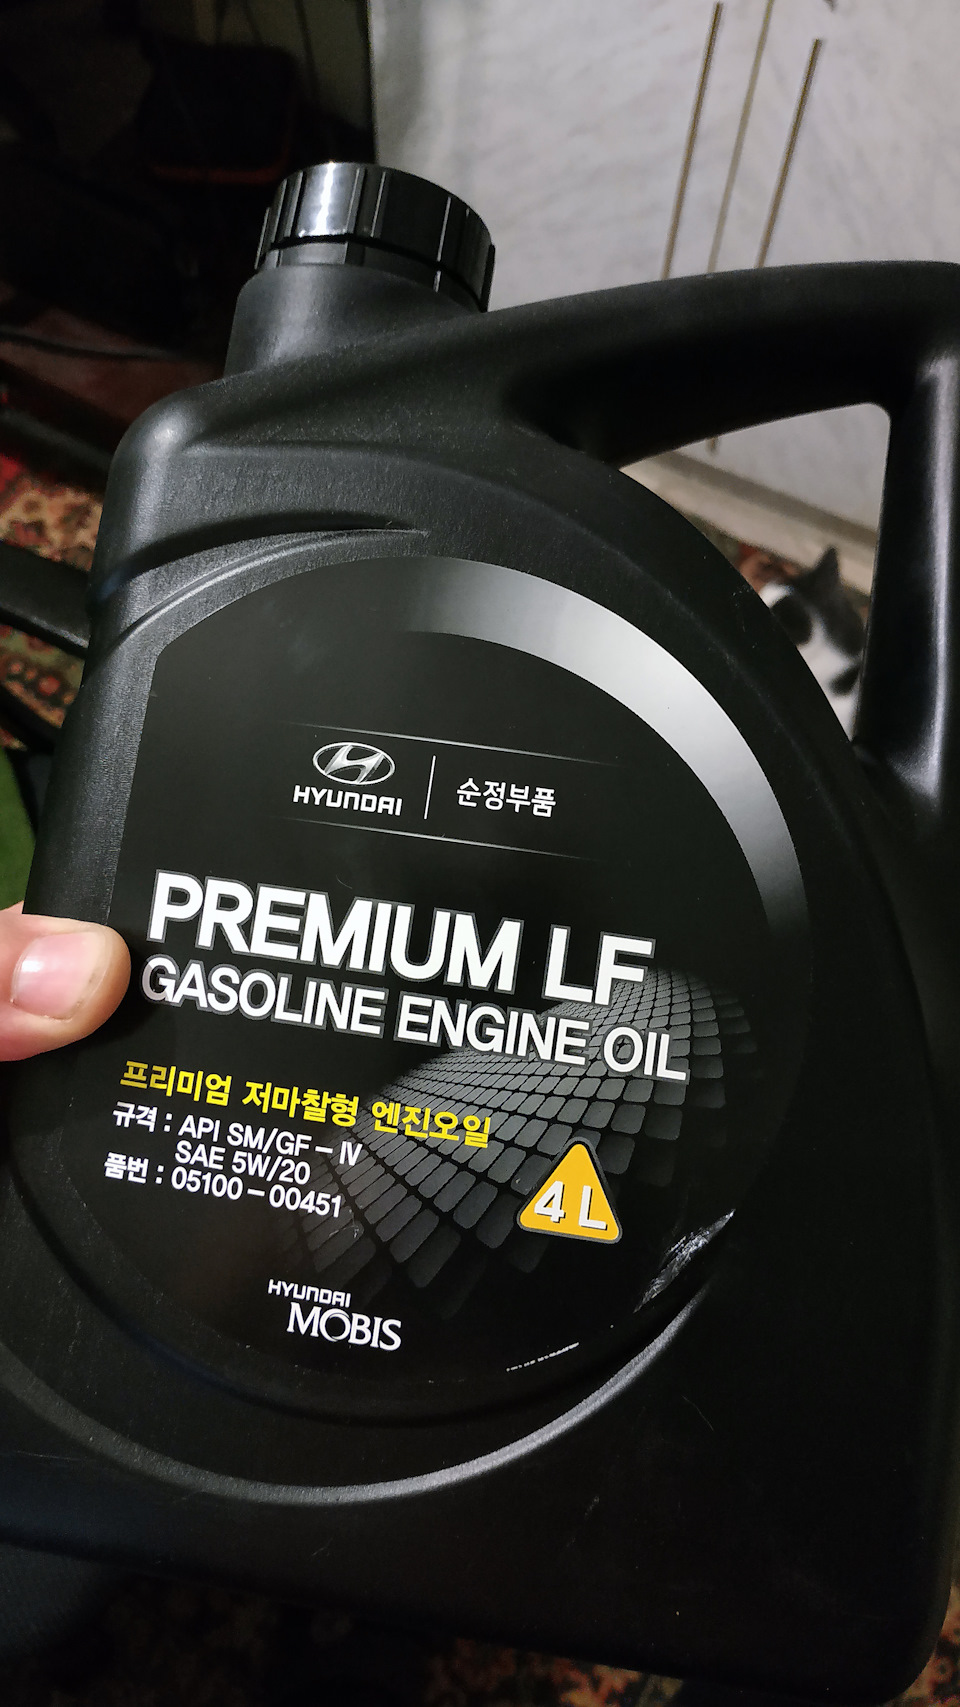 HYUNDAI 순정부품
PREMIUM LF
GASOLINE ENGINE OIL
프리미엄 저마찰형 엔진오일
규격 : API SM/GF-IV
SAE 5W/20
품번 : 05100-00451
4 L
HYUNDAI
MOBIS